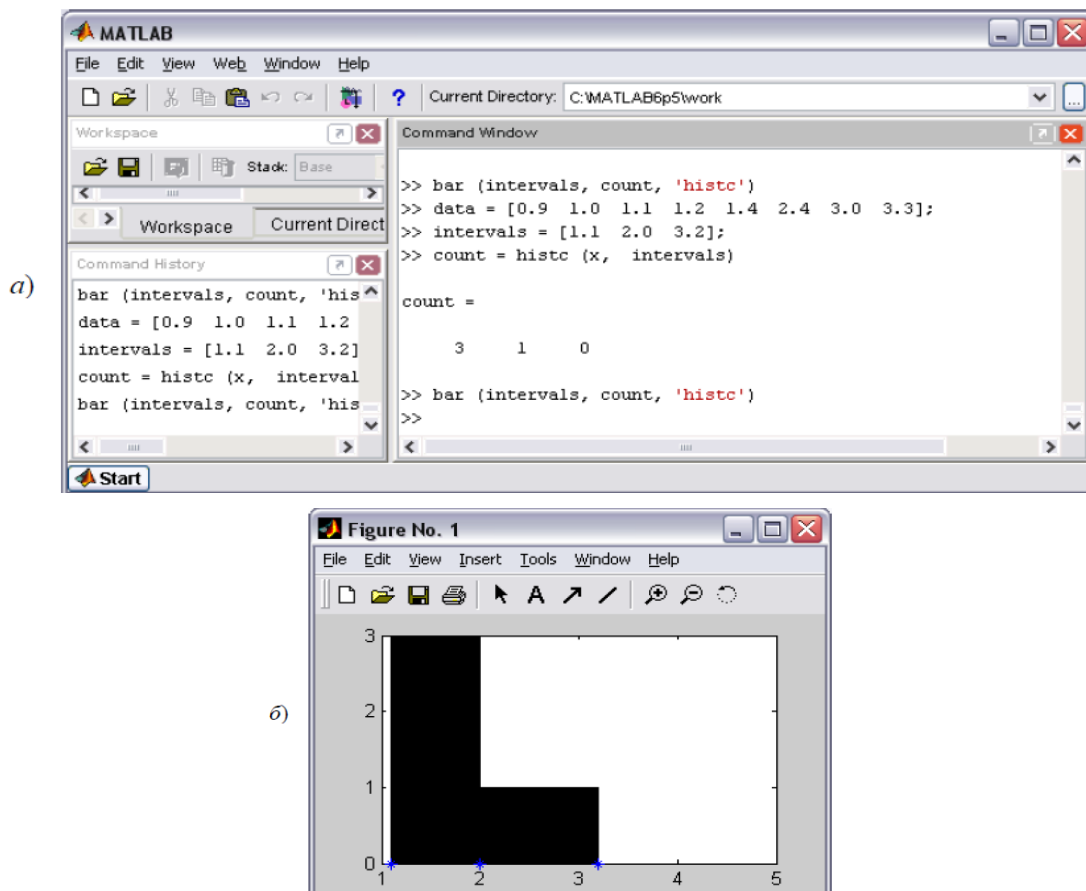 а)
MATLAB
File Edit View Web Window Help
? Current Directory: C:\MATLAB6p5\work ...
Workspace
Stack: Base
Workspace Current Direct
Command History
bar (intervals, count, 'his
data = [0.9 1.0 1.1 1.2
intervals = [1.1 2.0 3.2]
count = histc (x, interval
bar (intervals, count, 'his
Command Window
>> bar (intervals, count, 'histc')
>> data = [0.9 1.0 1.1 1.2 1.4 2.4 3.0 3.3];
>> intervals = [1.1 2.0 3.2];
>> count = histc (x, intervals)
count =
3 1 0
>> bar (intervals, count, 'histc')
>>
Start
б)
Figure No. 1
File Edit View Insert Tools Window Help
A
3
2
1
0
1 2 3 4 5